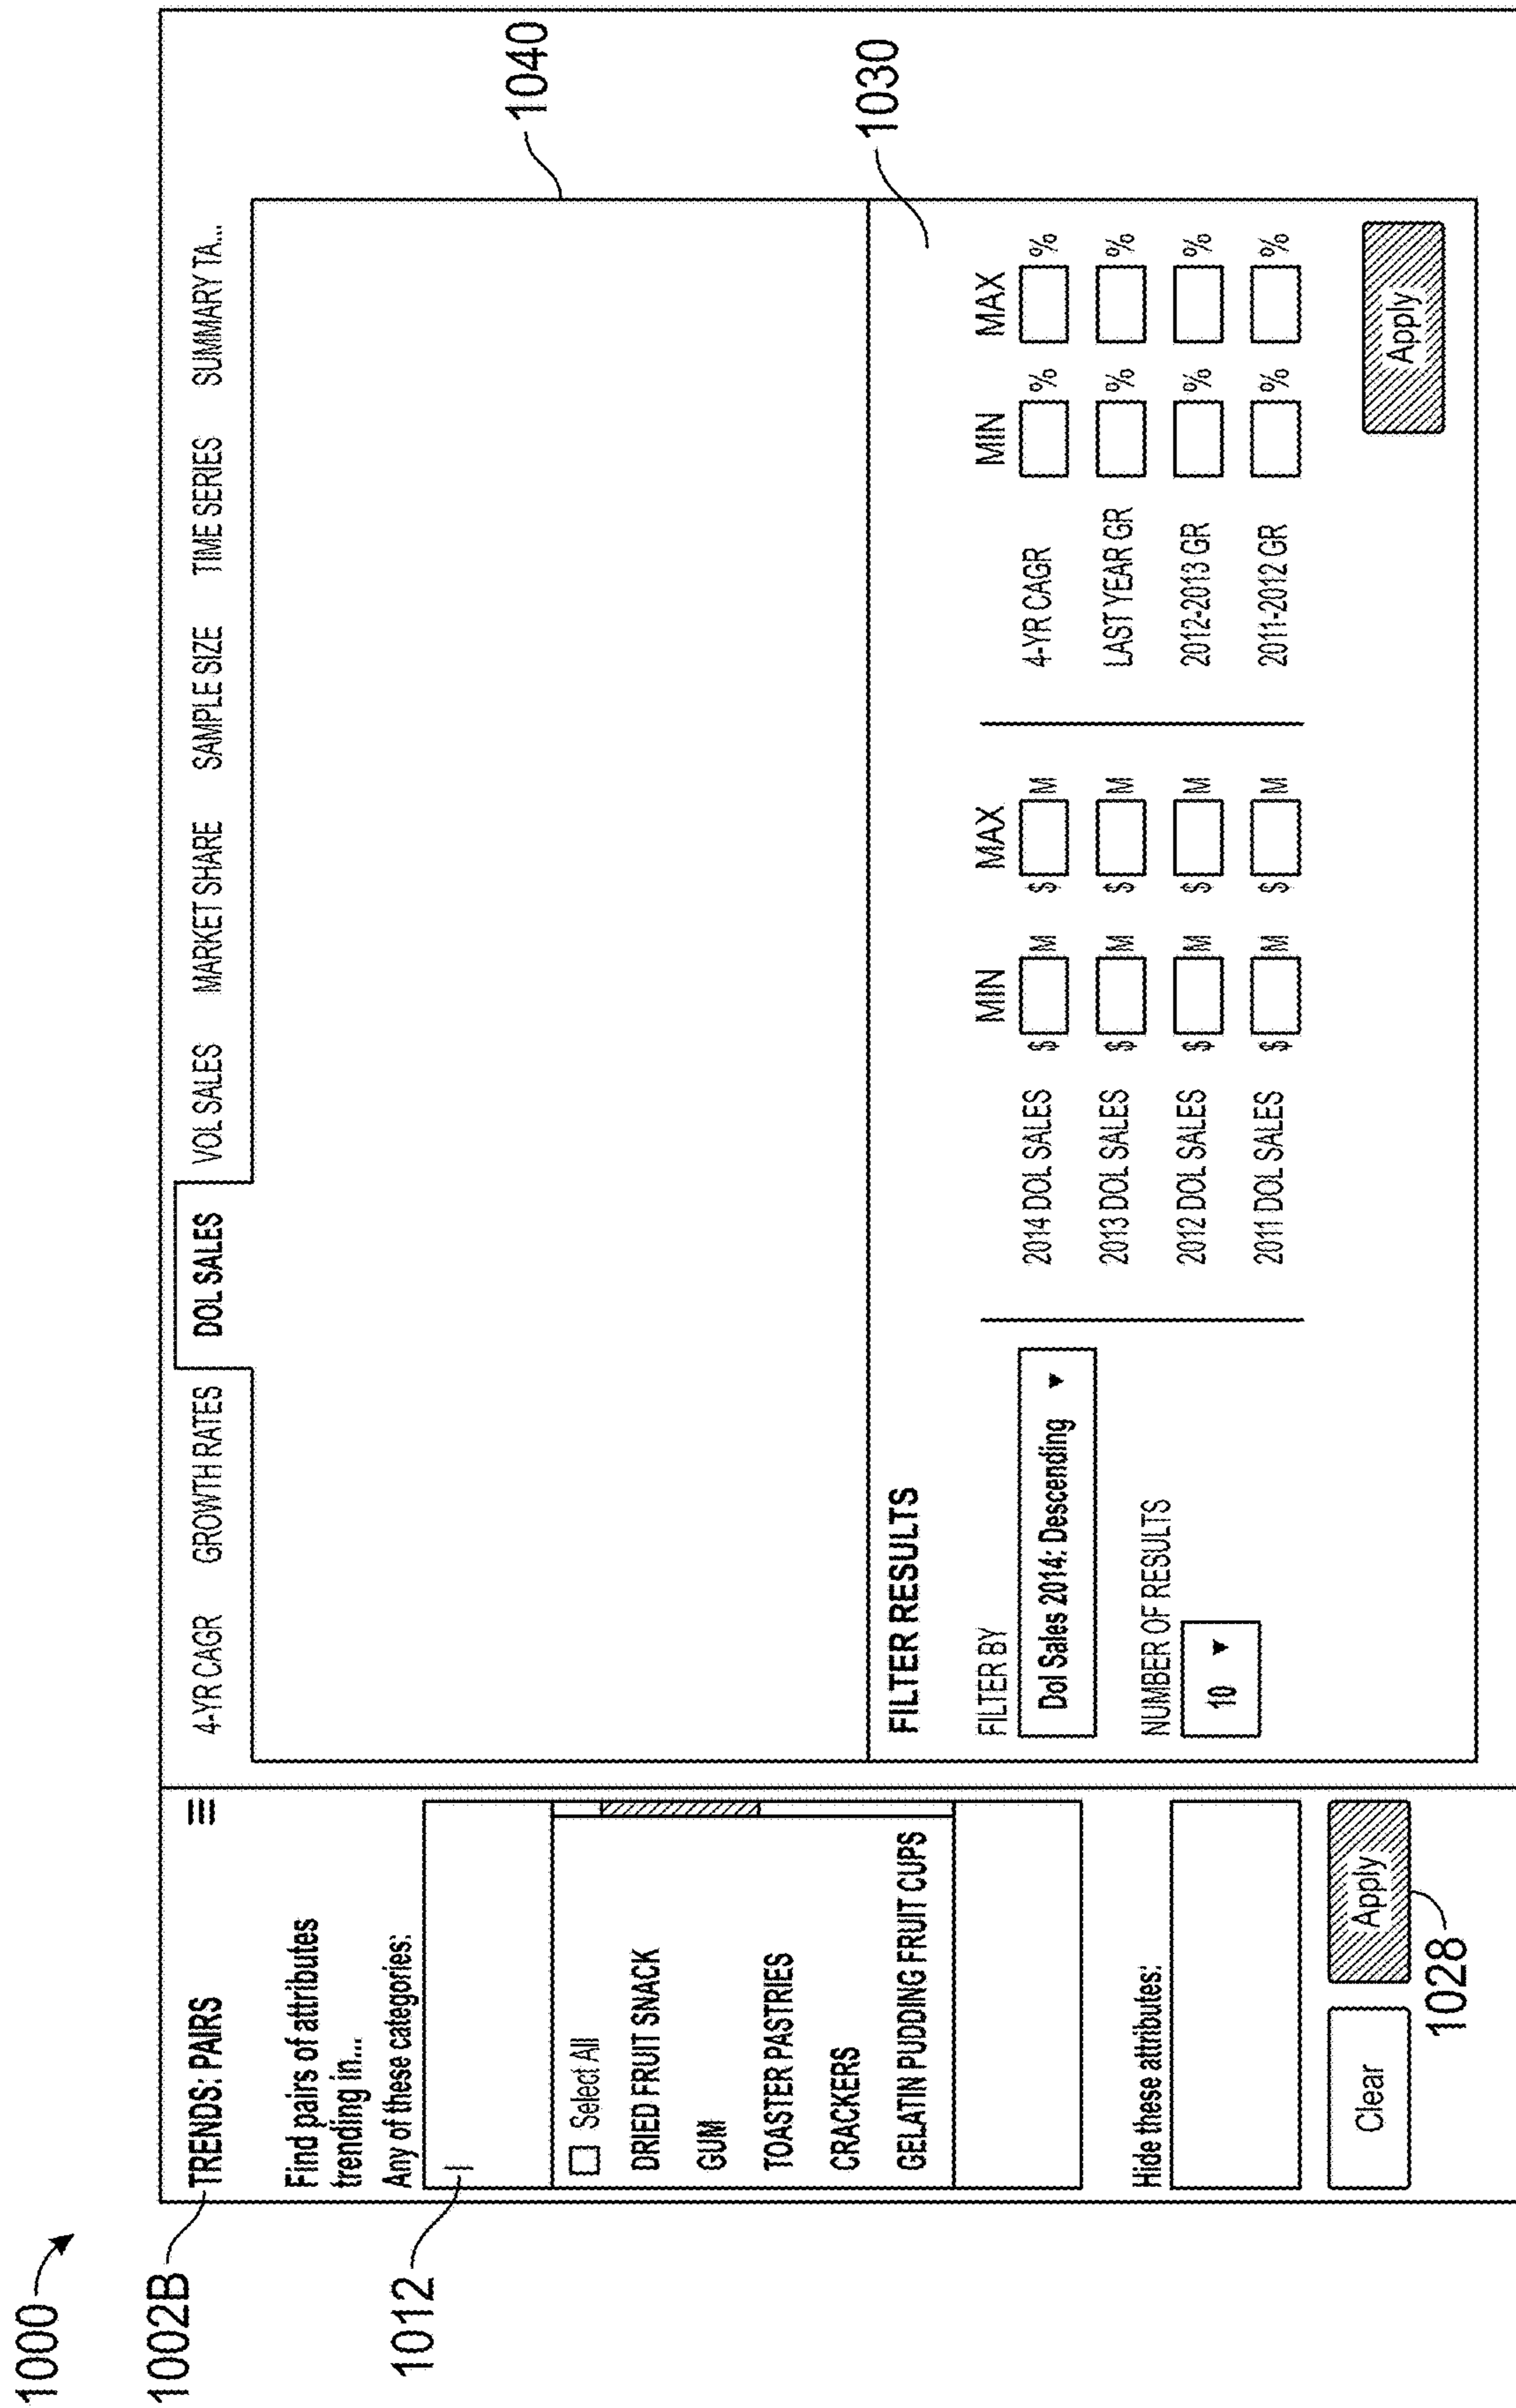 1000
1002B
TRENDS: PAIRS
Find pairs of attributes
trending in...
Any of these categories:
1012
Select All
DRIED FRUIT SNACK
GUM
TOASTER PASTRIES
CRACKERS
GELATIN PUDDING FRUIT CUPS
Hide these attributes:
Clear
Apply
1028
4-YR CAGR GROWTH RATES DOL SALES VOL SALES MARKET SHARE SAMPLE SIZE TIME SERIES SUMMARY TA...
1040
1030
FILTER RESULTS
FILTER BY
Dol Sales 2014: Descending
NUMBER OF RESULTS
10
MIN MAX
2014 DOL SALES $ M $ M
2013 DOL SALES $ M $ M
2012 DOL SALES $ M $ M
2011 DOL SALES $ M $ M
MIN MAX
4-YR CAGR % %
LAST YEAR GR % %
2012-2013 GR % %
2011-2012 GR % %
Apply